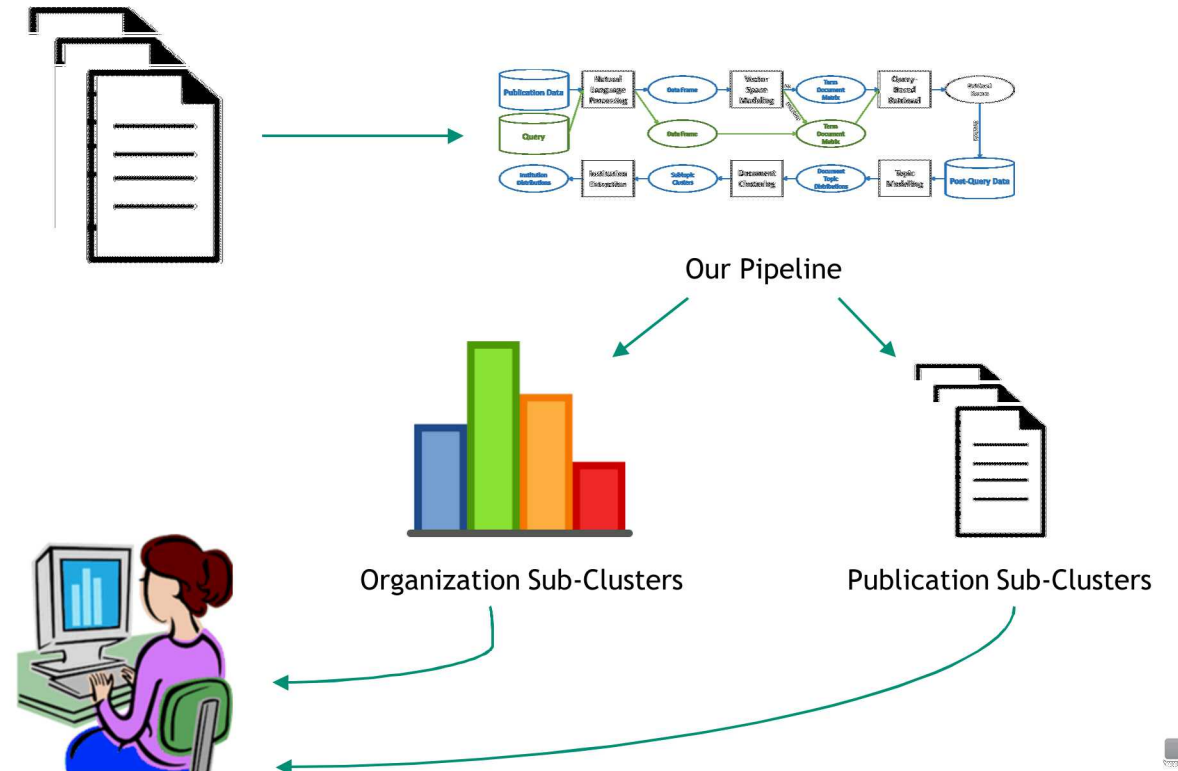 Publication Data
Natural
Language
Processing
Data Frame
Vector
Space
Modeling
Term
Document
Matrix
Query-
Based
Retrieval
Query
Data Frame
Term
Document
Matrix
Institution
Distributions
Institution
Extraction
Subtopic
Clusters
Document
Clustering
Document
Topic
Distributions
Topic
Modeling
Post-Query Data
Our Pipeline
Organization Sub-Clusters
Publication Sub-Clusters